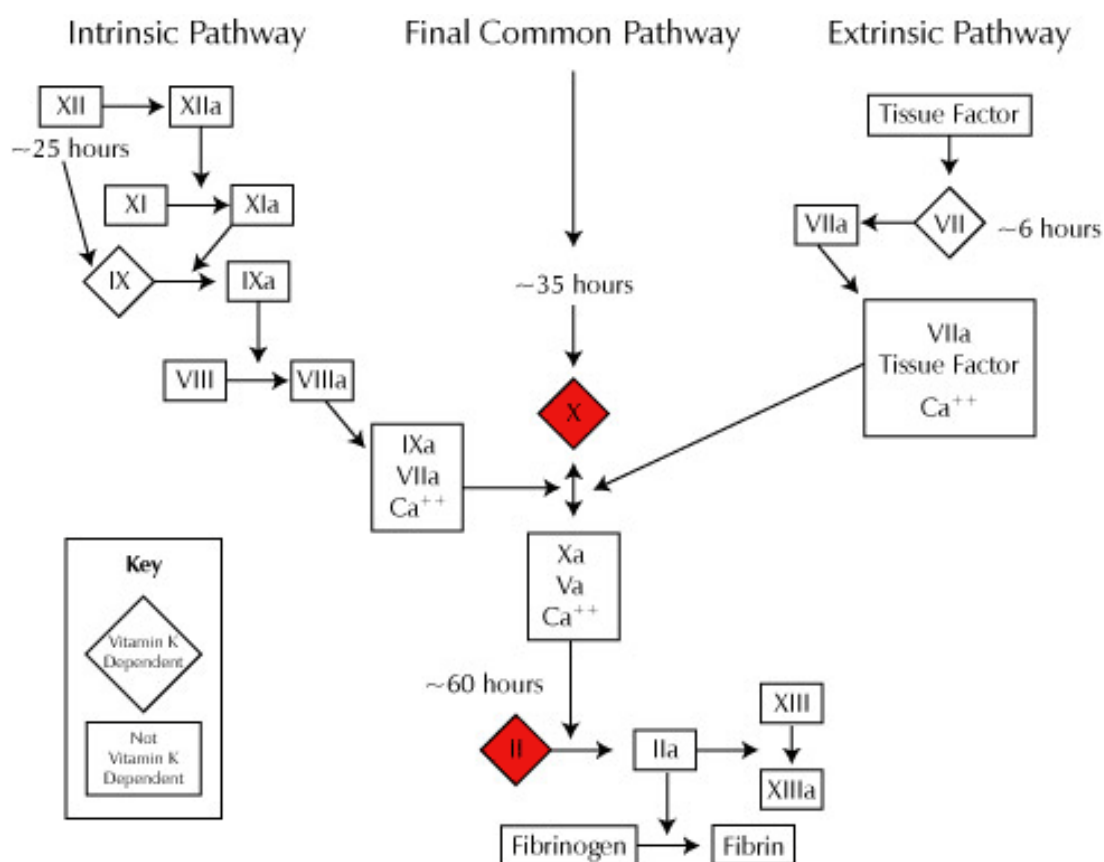 Intrinsic Pathway
Final Common Pathway
Extrinsic Pathway
XII
XIIa
~25 hours
XI
XIa
IX
IXa
VIII
VIIIa
IXa
VIIa
Ca++
~35 hours
X
Tissue Factor
VIIa
VII
~6 hours
VIIa
Tissue Factor
Ca++
Xa
Va
Ca++
~60 hours
II
IIa
XIII
XIIIa
Fibrinogen
Fibrin
Key
Vitamin K
Dependent
Not
Vitamin K
Dependent